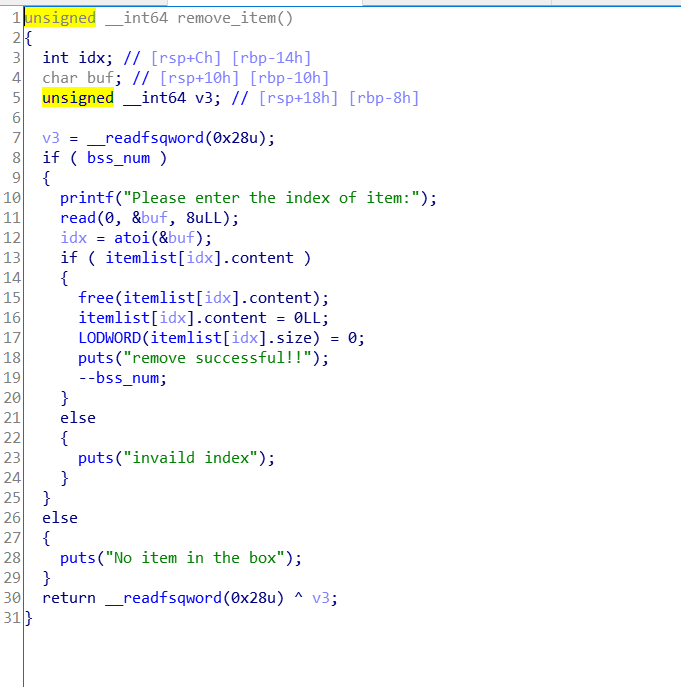 1 unsigned __int64 remove_item()
2 {
3   int idx; // [rsp+Ch] [rbp-14h]
4   char buf; // [rsp+10h] [rbp-10h]
5   unsigned __int64 v3; // [rsp+18h] [rbp-8h]
6
7   v3 = __readfsqword(0x28u);
8   if ( bss_num )
9   {
10     printf("Please enter the index of item:");
11     read(0, &buf, 8uLL);
12     idx = atoi(&buf);
13     if ( itemlist[idx].content )
14     {
15       free(itemlist[idx].content);
16       itemlist[idx].content = 0LL;
17       LODWORD(itemlist[idx].size) = 0;
18       puts("remove successful!!");
19       --bss_num;
20     }
21     else
22     {
23       puts("invaild index");
24     }
25   }
26   else
27   {
28     puts("No item in the box");
29   }
30   return __readfsqword(0x28u) ^ v3;
31 }